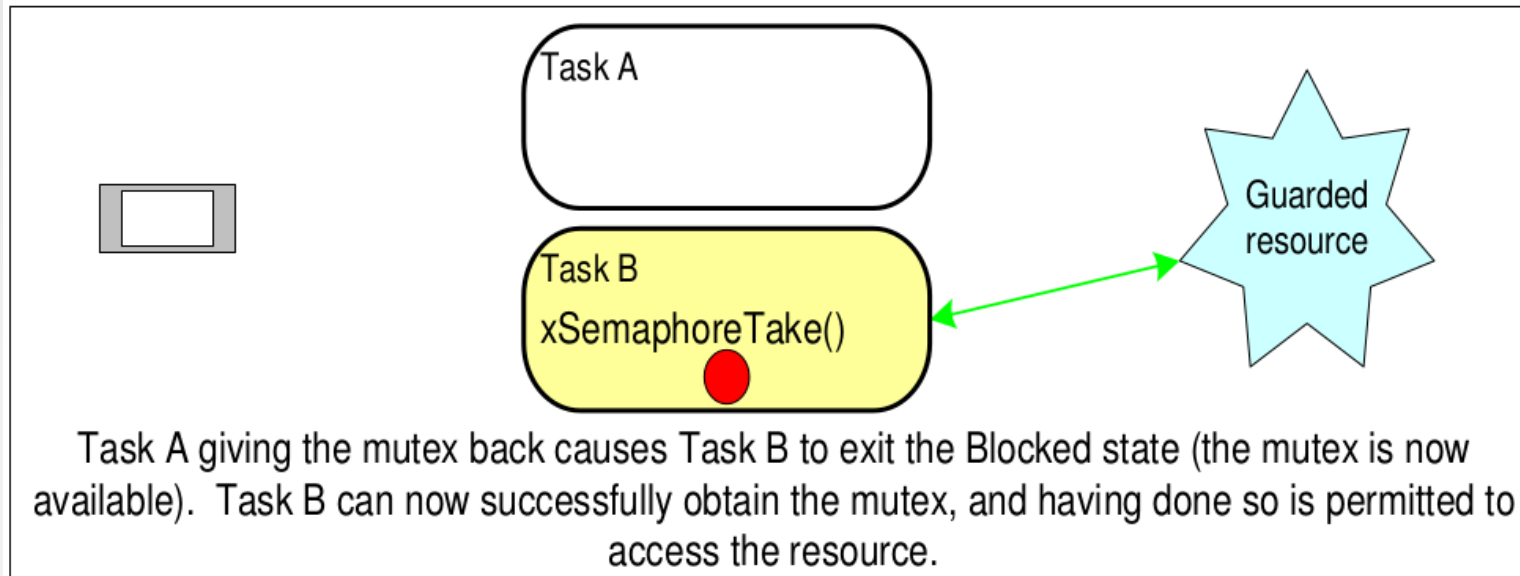 Task A
Task B
xSemaphoreTake()
Guarded
resource
Task A giving the mutex back causes Task B to exit the Blocked state (the mutex is now
available).  Task B can now successfully obtain the mutex, and having done so is permitted to
access the resource.